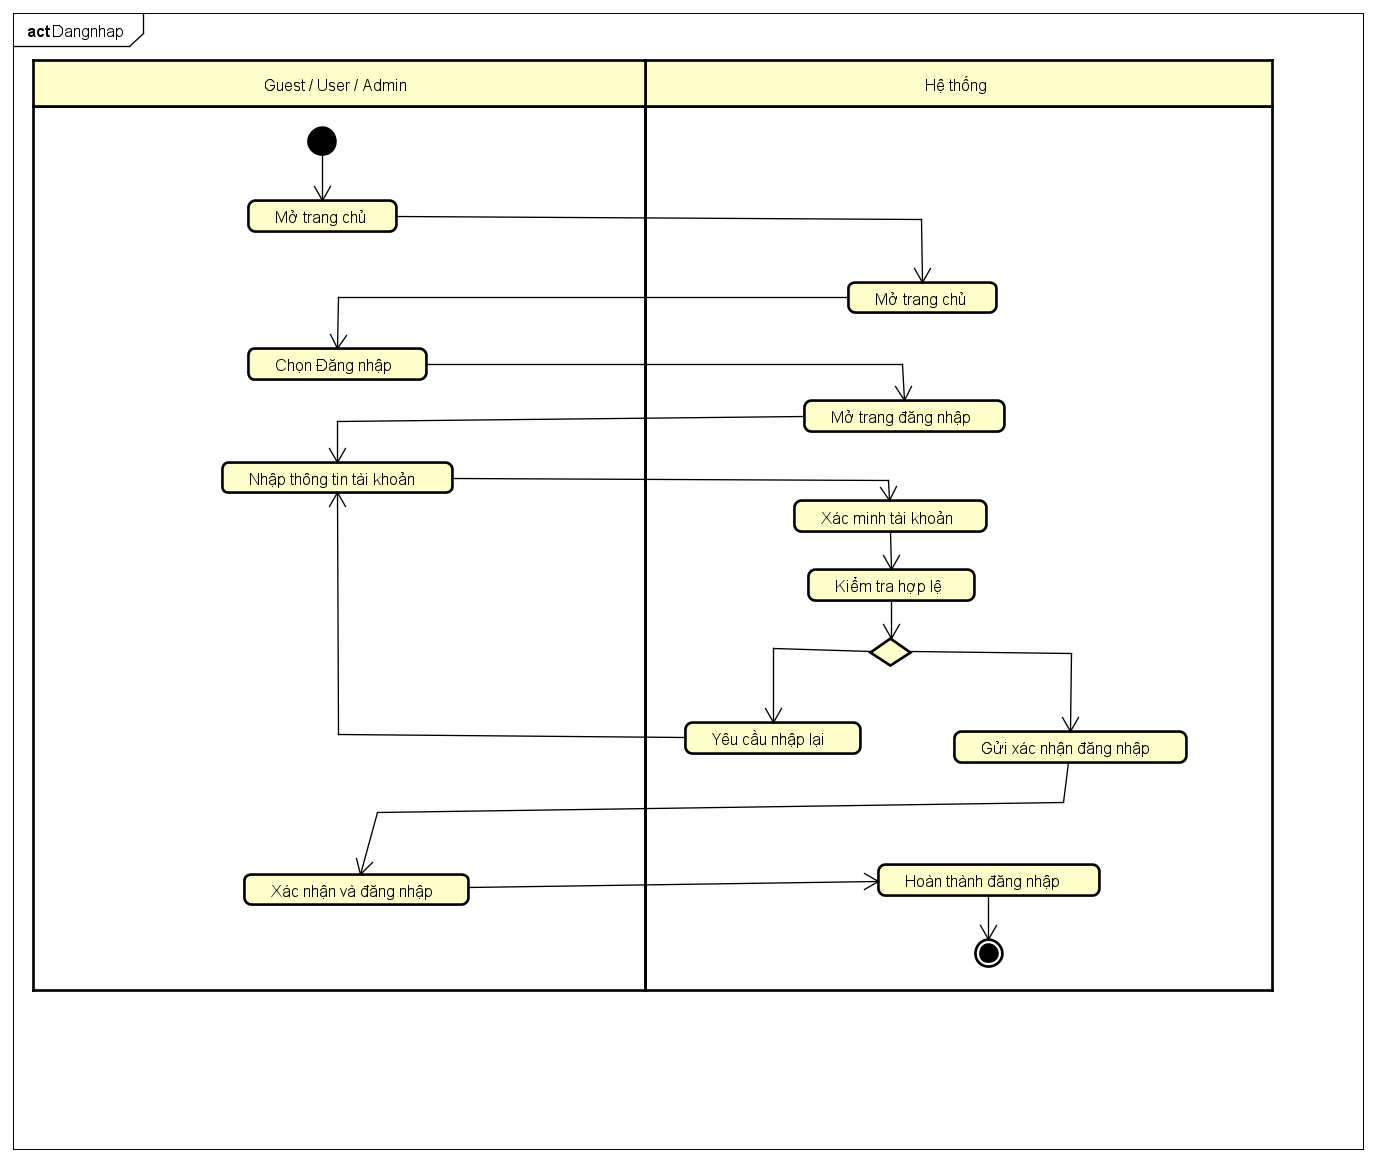 act Dangnhap
Guest / User / Admin
Hệ thống
Mở trang chủ
Mở trang chủ
Chọn Đăng nhập
Mở trang đăng nhập
Nhập thông tin tài khoản
Xác minh tài khoản
Kiểm tra hợp lệ
Yêu cầu nhập lại
Gửi xác nhận đăng nhập
Xác nhận và đăng nhập
Hoàn thành đăng nhập